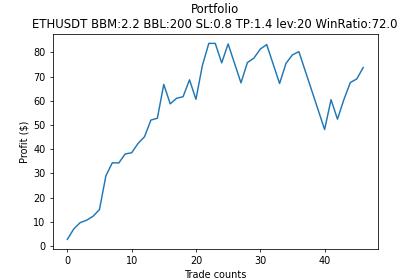 Portfolio
ETHUSDT BBM:2.2 BBL:200 SL:0.8 TP:1.4 lev:20 WinRatio:72.0
80
70
60
50
40
30
20
10
0
Profit ($)
0 10 20 30 40
Trade counts